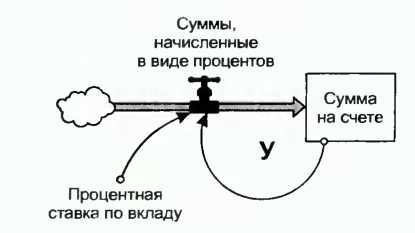 Суммы,
начисленные
в виде процентов
Сумма
на счете
У
Процентная
ставка по вкладу